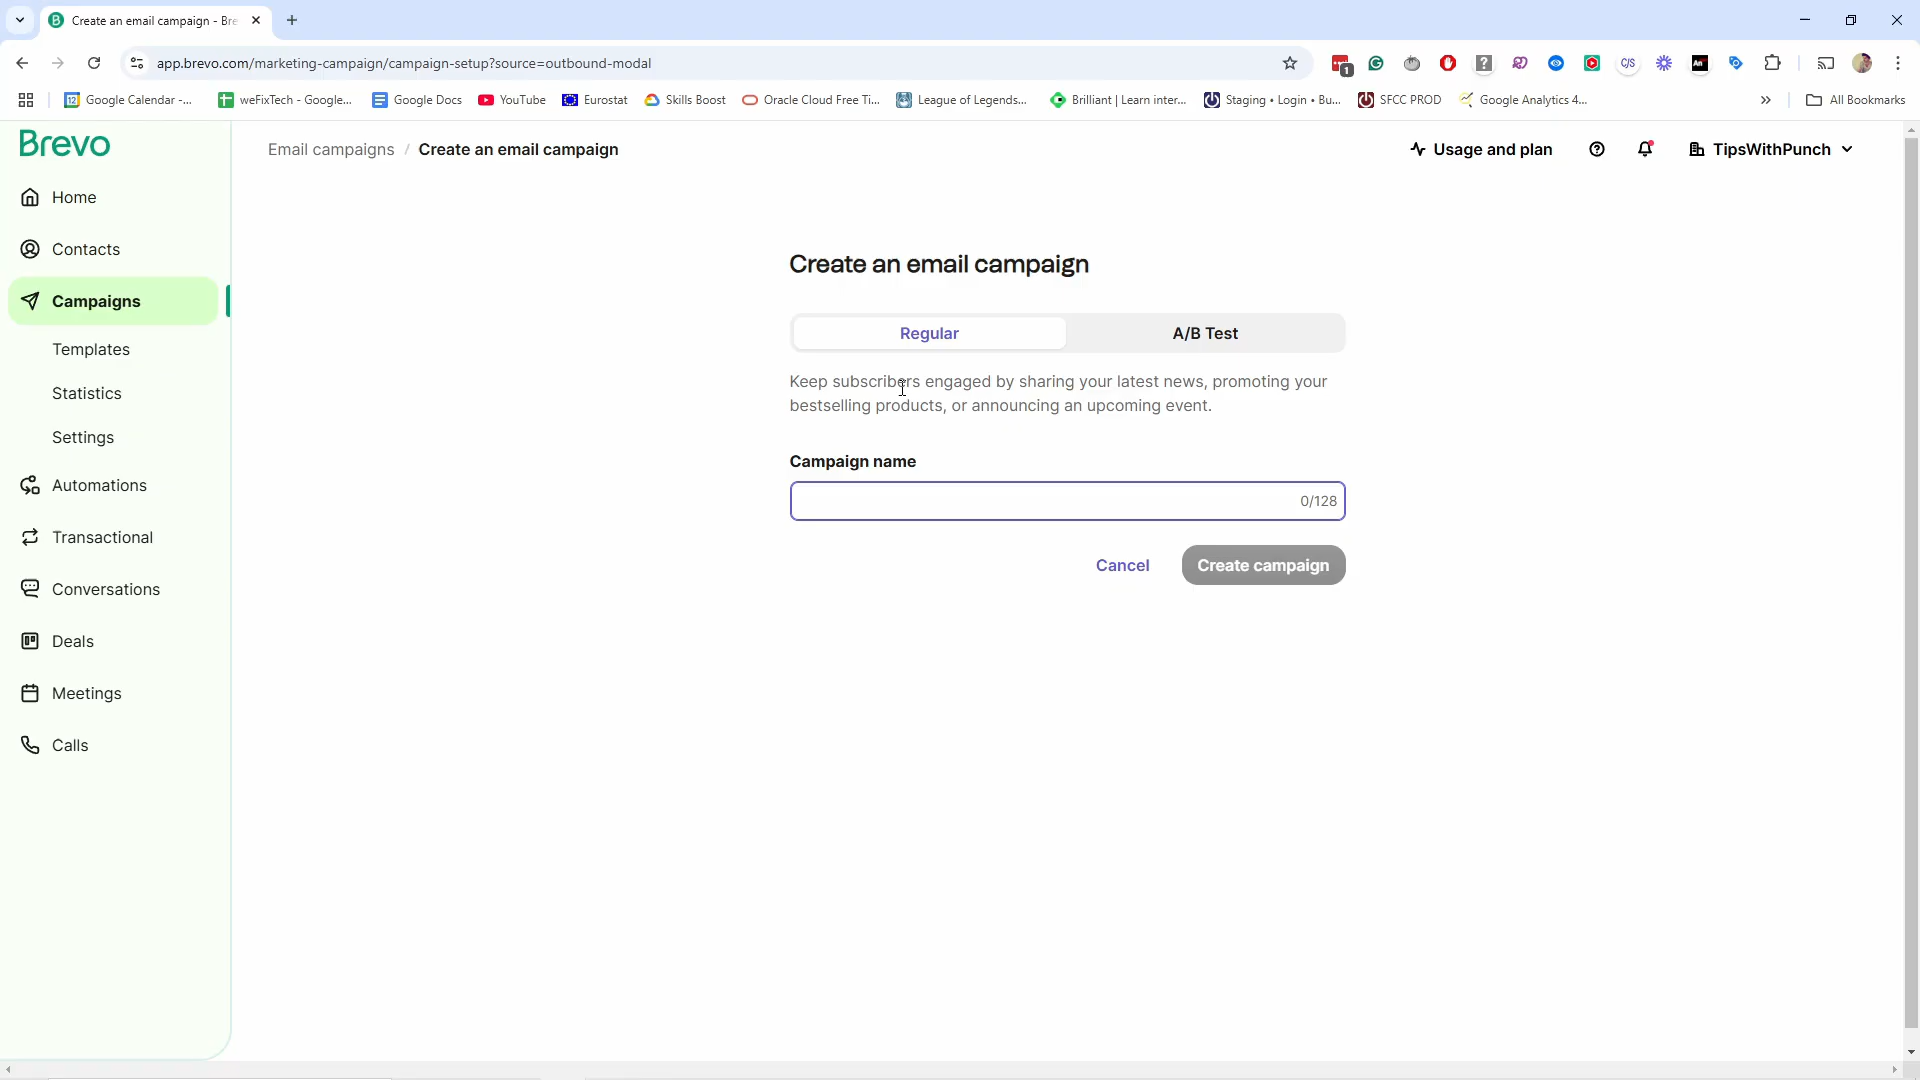 Create an email campaign - Bre
app.brevo.com/marketing-campaign/campaign-setup?source=outbound-modal
1
C/S
An
12
Google Calendar -...
weFixTech - Google...
Google Docs
YouTube
Eurostat
Skills Boost
Oracle Cloud Free Ti...
League of Legends...
Brilliant | Learn inter...
Staging • Login • Bu...
SFCC PROD
Google Analytics 4...
All Bookmarks
Brevo
Email campaigns / Create an email campaign
Usage and plan
TipsWithPunch
Home
Contacts
Campaigns
Templates
Statistics
Settings
Automations
Transactional
Conversations
Deals
Meetings
Calls
Create an email campaign
Regular
A/B Test
Keep subscribers engaged by sharing your latest news, promoting your
bestselling products, or announcing an upcoming event.
Campaign name
0/128
Cancel
Create campaign